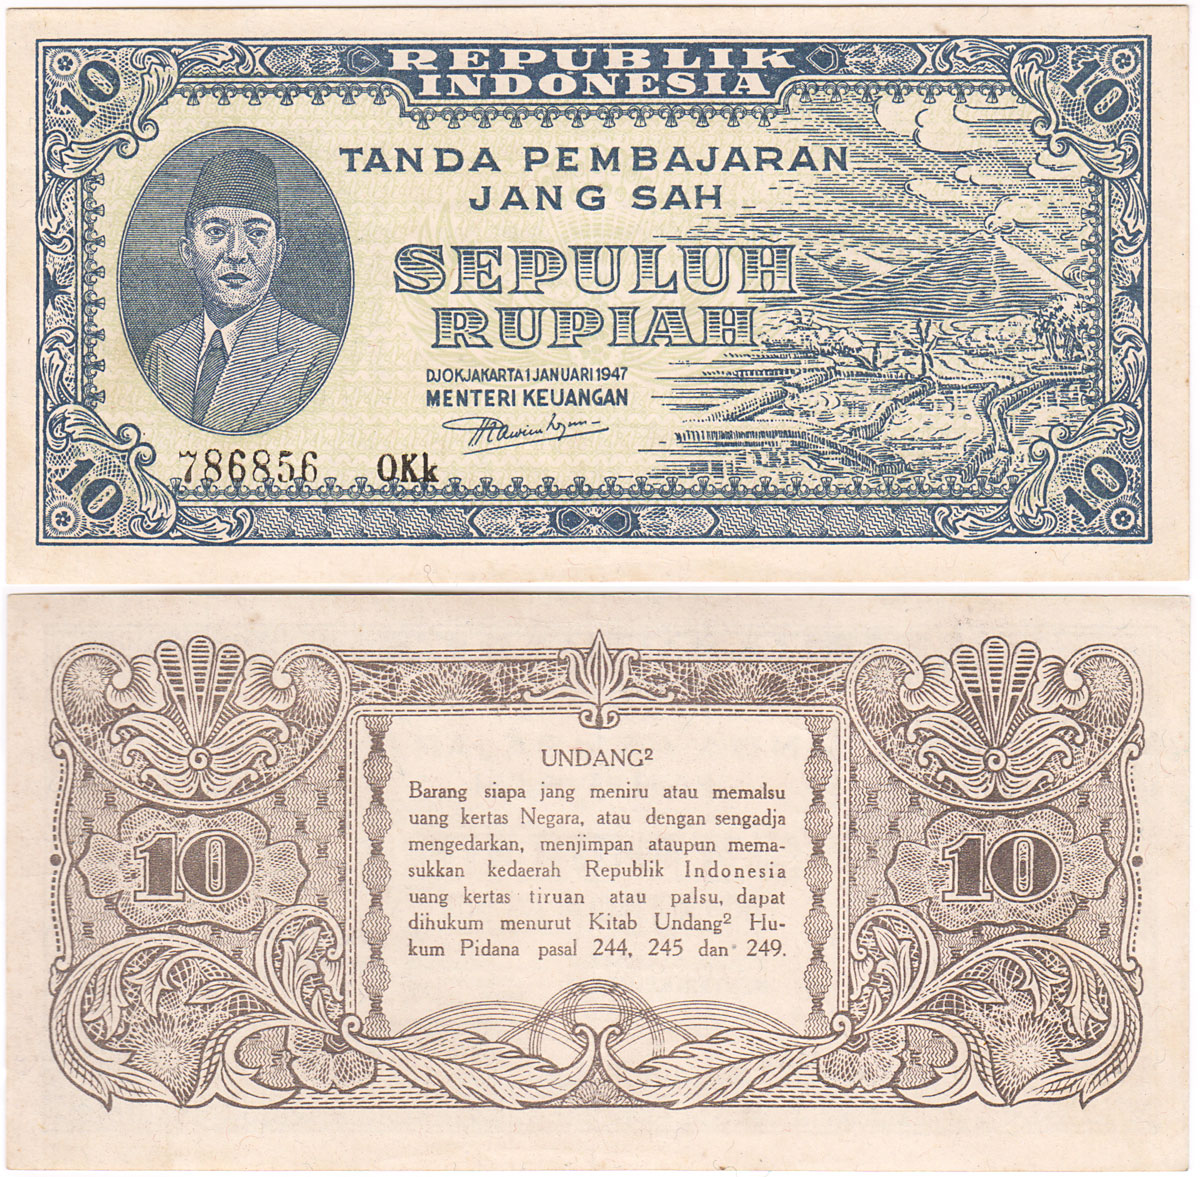 10
REPUBLIK
INDONESIA
10
TANDA PEMBAJARAN
JANG SAH
SEPULUH
RUPIAH
DJOKJAKARTA 1 JANUARI 1947
MENTERI KEUANGAN
786856 OKk
10
10
UNDANG²
Barang siapa jang meniru atau memalsu
uang kertas Negara, atau dengan sengadja
mengedarkan, menjimpan ataupun mema-
sukkan kedaerah Republik Indonesia
uang kertas tiruan atau palsu, dapat
dihukum menurut Kitab Undang² Hu-
kum Pidana pasal 244, 245 dan 249.
10
10